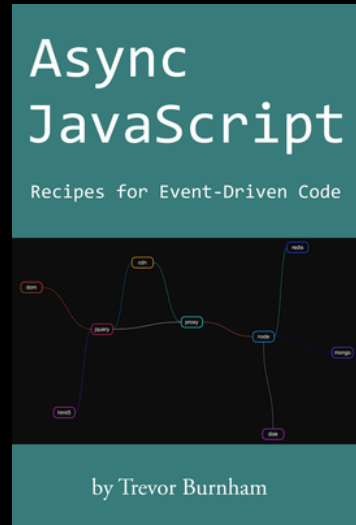 Async
JavaScript
Recipes for Event-Driven Code
redis
cdn
dom
proxy
jquery
node
mongo
html5
disk
by Trevor Burnham